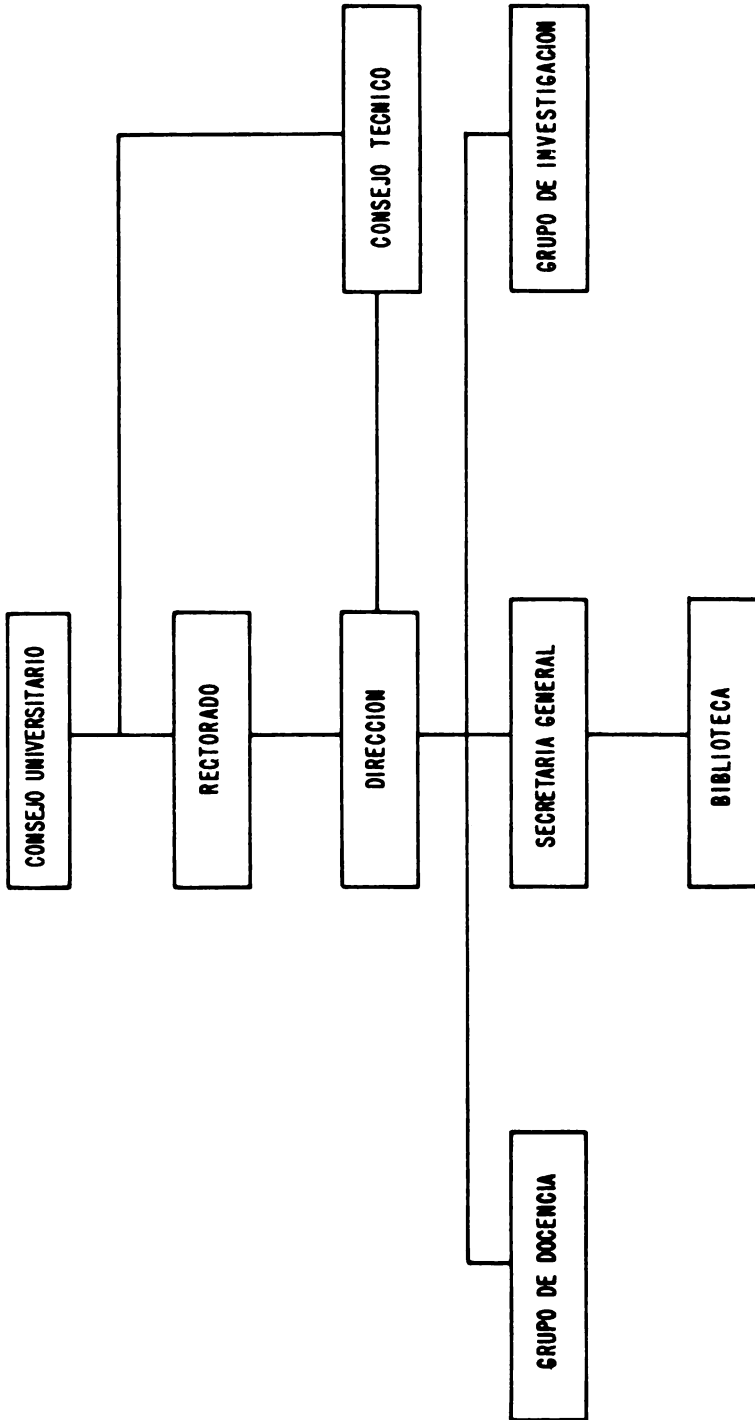 CONSEJO UNIVERSITARIO
RECTORADO
DIRECCION
CONSEJO TECNICO
GRUPO DE DOCENCIA
SECRETARIA GENERAL
GRUPO DE INVESTIGACION
BIBLIOTECA